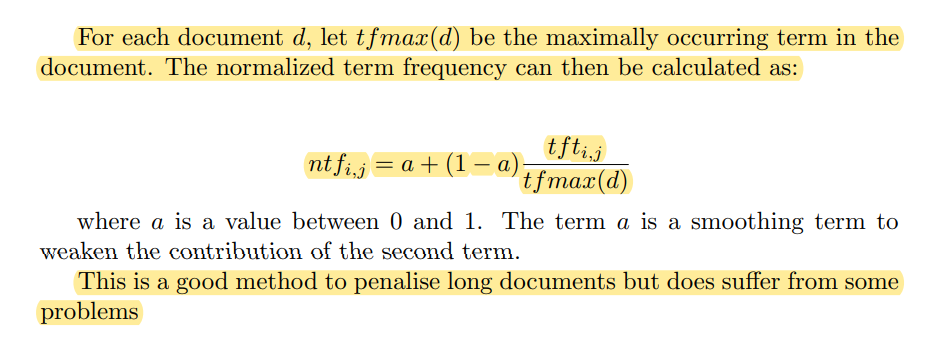 For each document d, let tfmax(d) be the maximally occurring term in the
document. The normalized term frequency can then be calculated as:
ntf_{i,j} = a + (1 − a) \frac{tft_{i,j}}{tfmax(d)}
where a is a value between 0 and 1. The term a is a smoothing term to
weaken the contribution of the second term.
This is a good method to penalise long documents but does suffer from some
problems